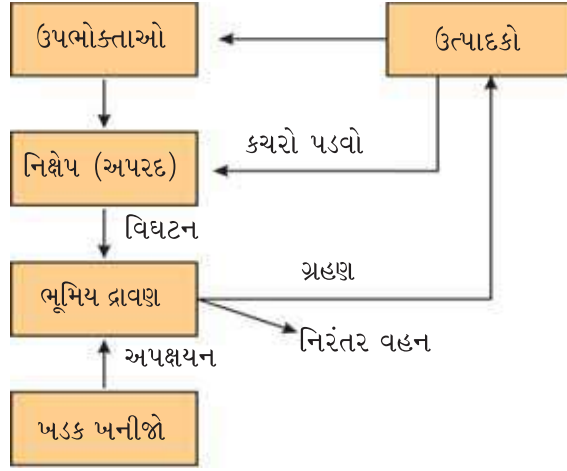 ઉપભોક્તાઓ
ઉત્પાદકો
કચરો પડવો
નિક્ષેપ (અપરદ)
વિઘટન
ગ્રહણ
ભૂમિય દ્રાવણ
નિરંતર વહન
અપક્ષયન
ખડક ખનીજો